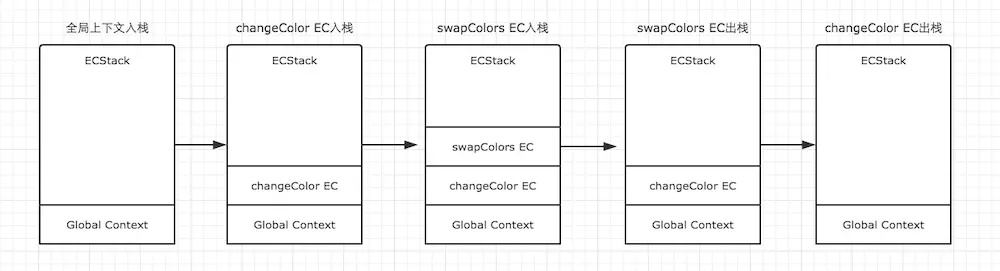 全局上下文入栈
changeColor EC入栈
swapColors EC入栈
swapColors EC出栈
changeColor EC出栈
ECStack
ECStack
ECStack
ECStack
ECStack
swapColors EC
changeColor EC
changeColor EC
changeColor EC
Global Context
Global Context
Global Context
Global Context
Global Context